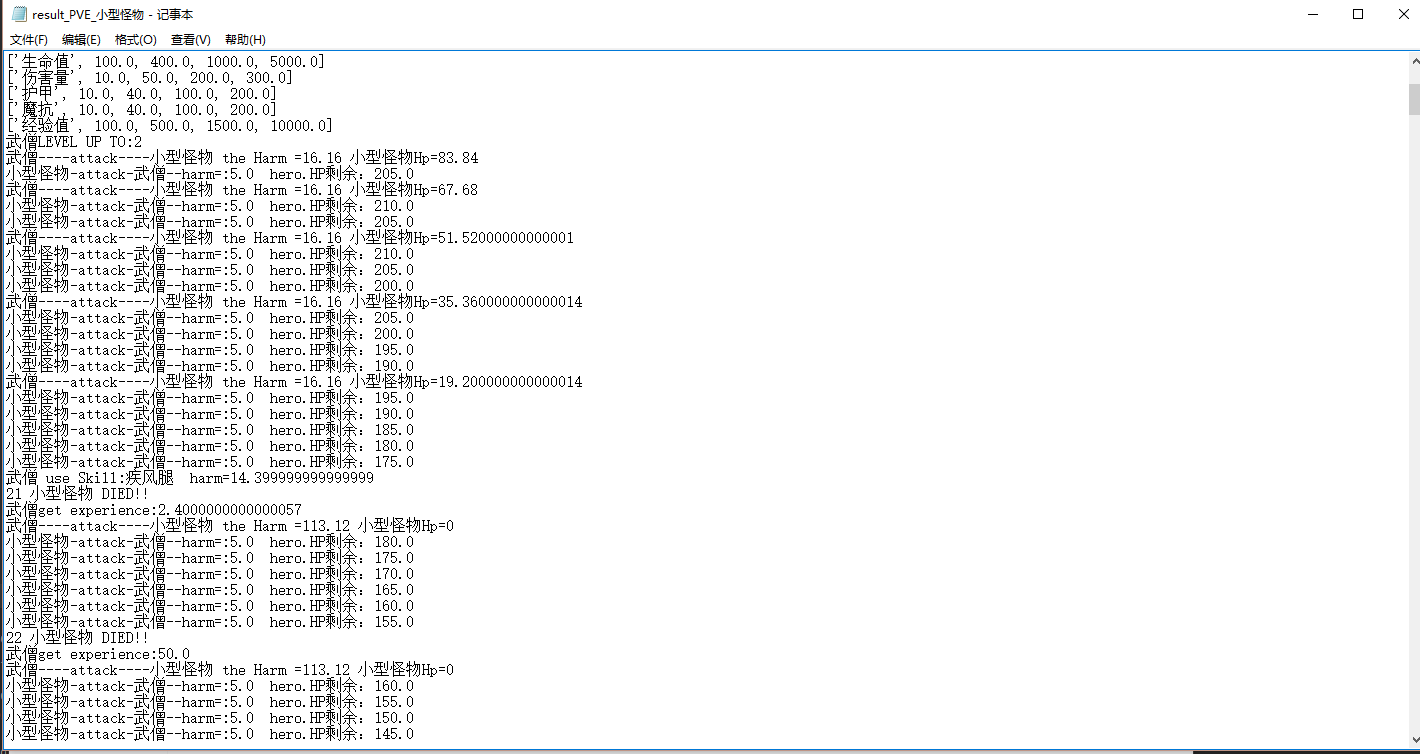 result_PVE_小型怪物 - 记事本
文件(F) 编辑(E) 格式(O) 查看(V) 帮助(H)
['生命值', 100.0, 400.0, 1000.0, 5000.0]
['伤害量', 10.0, 50.0, 200.0, 300.0]
['护甲', 10.0, 40.0, 100.0, 200.0]
['魔抗', 10.0, 40.0, 100.0, 200.0]
['经验值', 100.0, 500.0, 1500.0, 10000.0]
武僧LEVEL UP TO:2
武僧----attack----小型怪物 the Harm =16.16 小型怪物Hp=83.84
小型怪物-attack-武僧--harm=:5.0  hero.HP剩余：205.0
武僧----attack----小型怪物 the Harm =16.16 小型怪物Hp=67.68
小型怪物-attack-武僧--harm=:5.0  hero.HP剩余：210.0
小型怪物-attack-武僧--harm=:5.0  hero.HP剩余：205.0
武僧----attack----小型怪物 the Harm =16.16 小型怪物Hp=51.52000000000001
小型怪物-attack-武僧--harm=:5.0  hero.HP剩余：210.0
小型怪物-attack-武僧--harm=:5.0  hero.HP剩余：205.0
小型怪物-attack-武僧--harm=:5.0  hero.HP剩余：200.0
武僧----attack----小型怪物 the Harm =16.16 小型怪物Hp=35.360000000000014
小型怪物-attack-武僧--harm=:5.0  hero.HP剩余：205.0
小型怪物-attack-武僧--harm=:5.0  hero.HP剩余：200.0
小型怪物-attack-武僧--harm=:5.0  hero.HP剩余：195.0
小型怪物-attack-武僧--harm=:5.0  hero.HP剩余：190.0
武僧----attack----小型怪物 the Harm =16.16 小型怪物Hp=19.200000000000014
小型怪物-attack-武僧--harm=:5.0  hero.HP剩余：195.0
小型怪物-attack-武僧--harm=:5.0  hero.HP剩余：190.0
小型怪物-attack-武僧--harm=:5.0  hero.HP剩余：185.0
小型怪物-attack-武僧--harm=:5.0  hero.HP剩余：180.0
小型怪物-attack-武僧--harm=:5.0  hero.HP剩余：175.0
武僧 use Skill:疾风腿  harm=14.399999999999999
21 小型怪物 DIED!!
武僧get experience:2.4000000000000057
武僧----attack----小型怪物 the Harm =113.12 小型怪物Hp=0
小型怪物-attack-武僧--harm=:5.0  hero.HP剩余：180.0
小型怪物-attack-武僧--harm=:5.0  hero.HP剩余：175.0
小型怪物-attack-武僧--harm=:5.0  hero.HP剩余：170.0
小型怪物-attack-武僧--harm=:5.0  hero.HP剩余：165.0
小型怪物-attack-武僧--harm=:5.0  hero.HP剩余：160.0
小型怪物-attack-武僧--harm=:5.0  hero.HP剩余：155.0
22 小型怪物 DIED!!
武僧get experience:50.0
武僧----attack----小型怪物 the Harm =113.12 小型怪物Hp=0
小型怪物-attack-武僧--harm=:5.0  hero.HP剩余：160.0
小型怪物-attack-武僧--harm=:5.0  hero.HP剩余：155.0
小型怪物-attack-武僧--harm=:5.0  hero.HP剩余：150.0
小型怪物-attack-武僧--harm=:5.0  hero.HP剩余：145.0